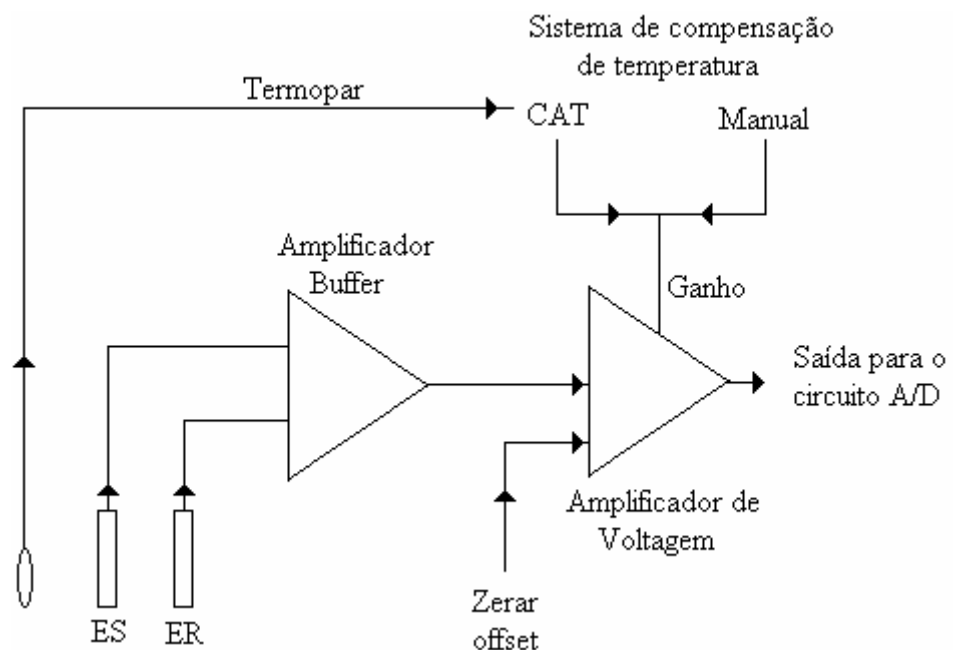 Sistema de compensação
de temperatura
Termopar
CAT
Manual
Amplificador
Buffer
Ganho
Saída para o
circuito A/D
Amplificador de
Voltagem
Zerar
offset
ES
ER